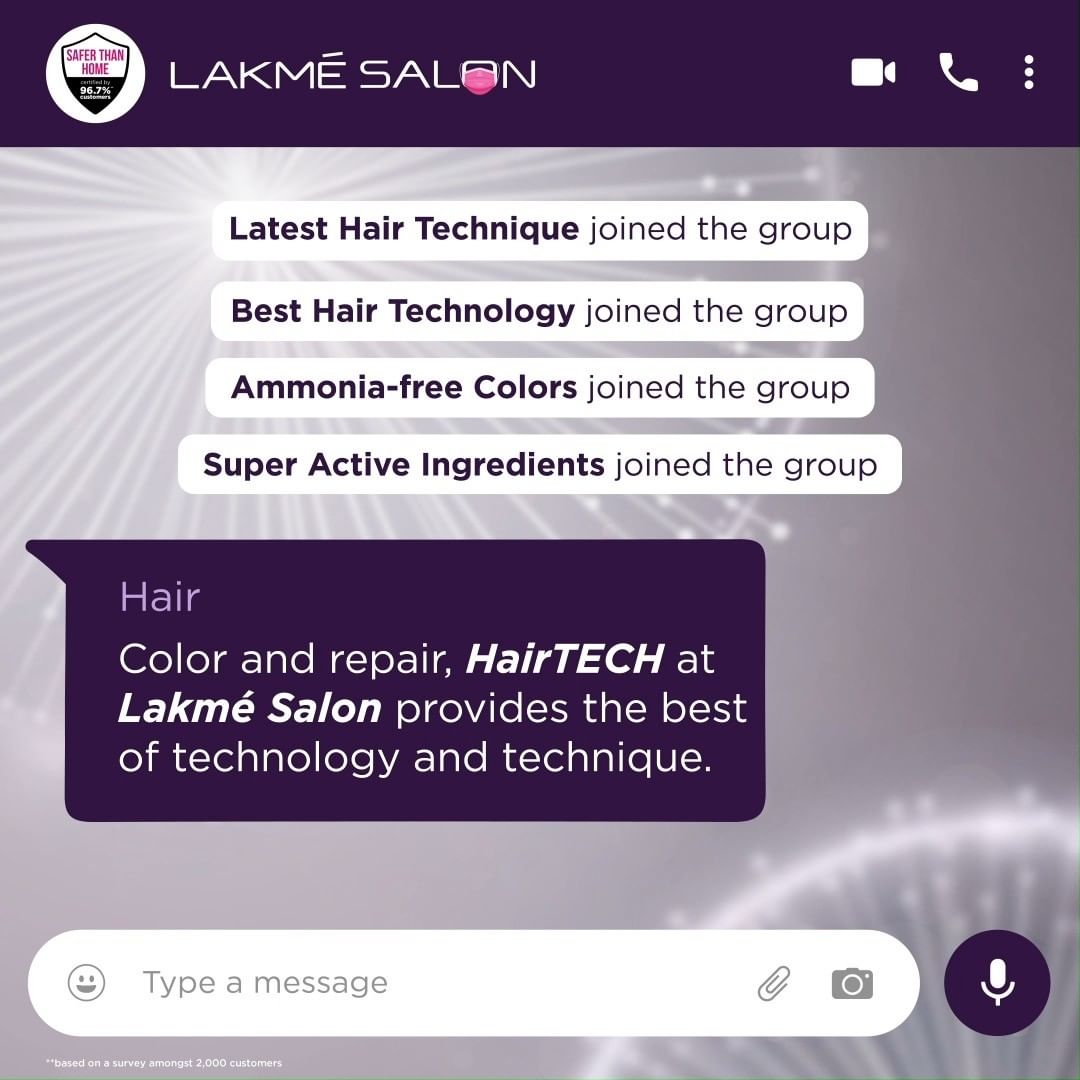 SAFER THAN
HOME
certified by
96.7%**
customers
LAKMÉ SALON
Latest Hair Technique joined the group
Best Hair Technology joined the group
Ammonia-free Colors joined the group
Super Active Ingredients joined the group
Hair
Color and repair, HairTECH at
Lakmé Salon provides the best
of technology and technique.
Type a message
**based on a survey amongst 2,000 customers